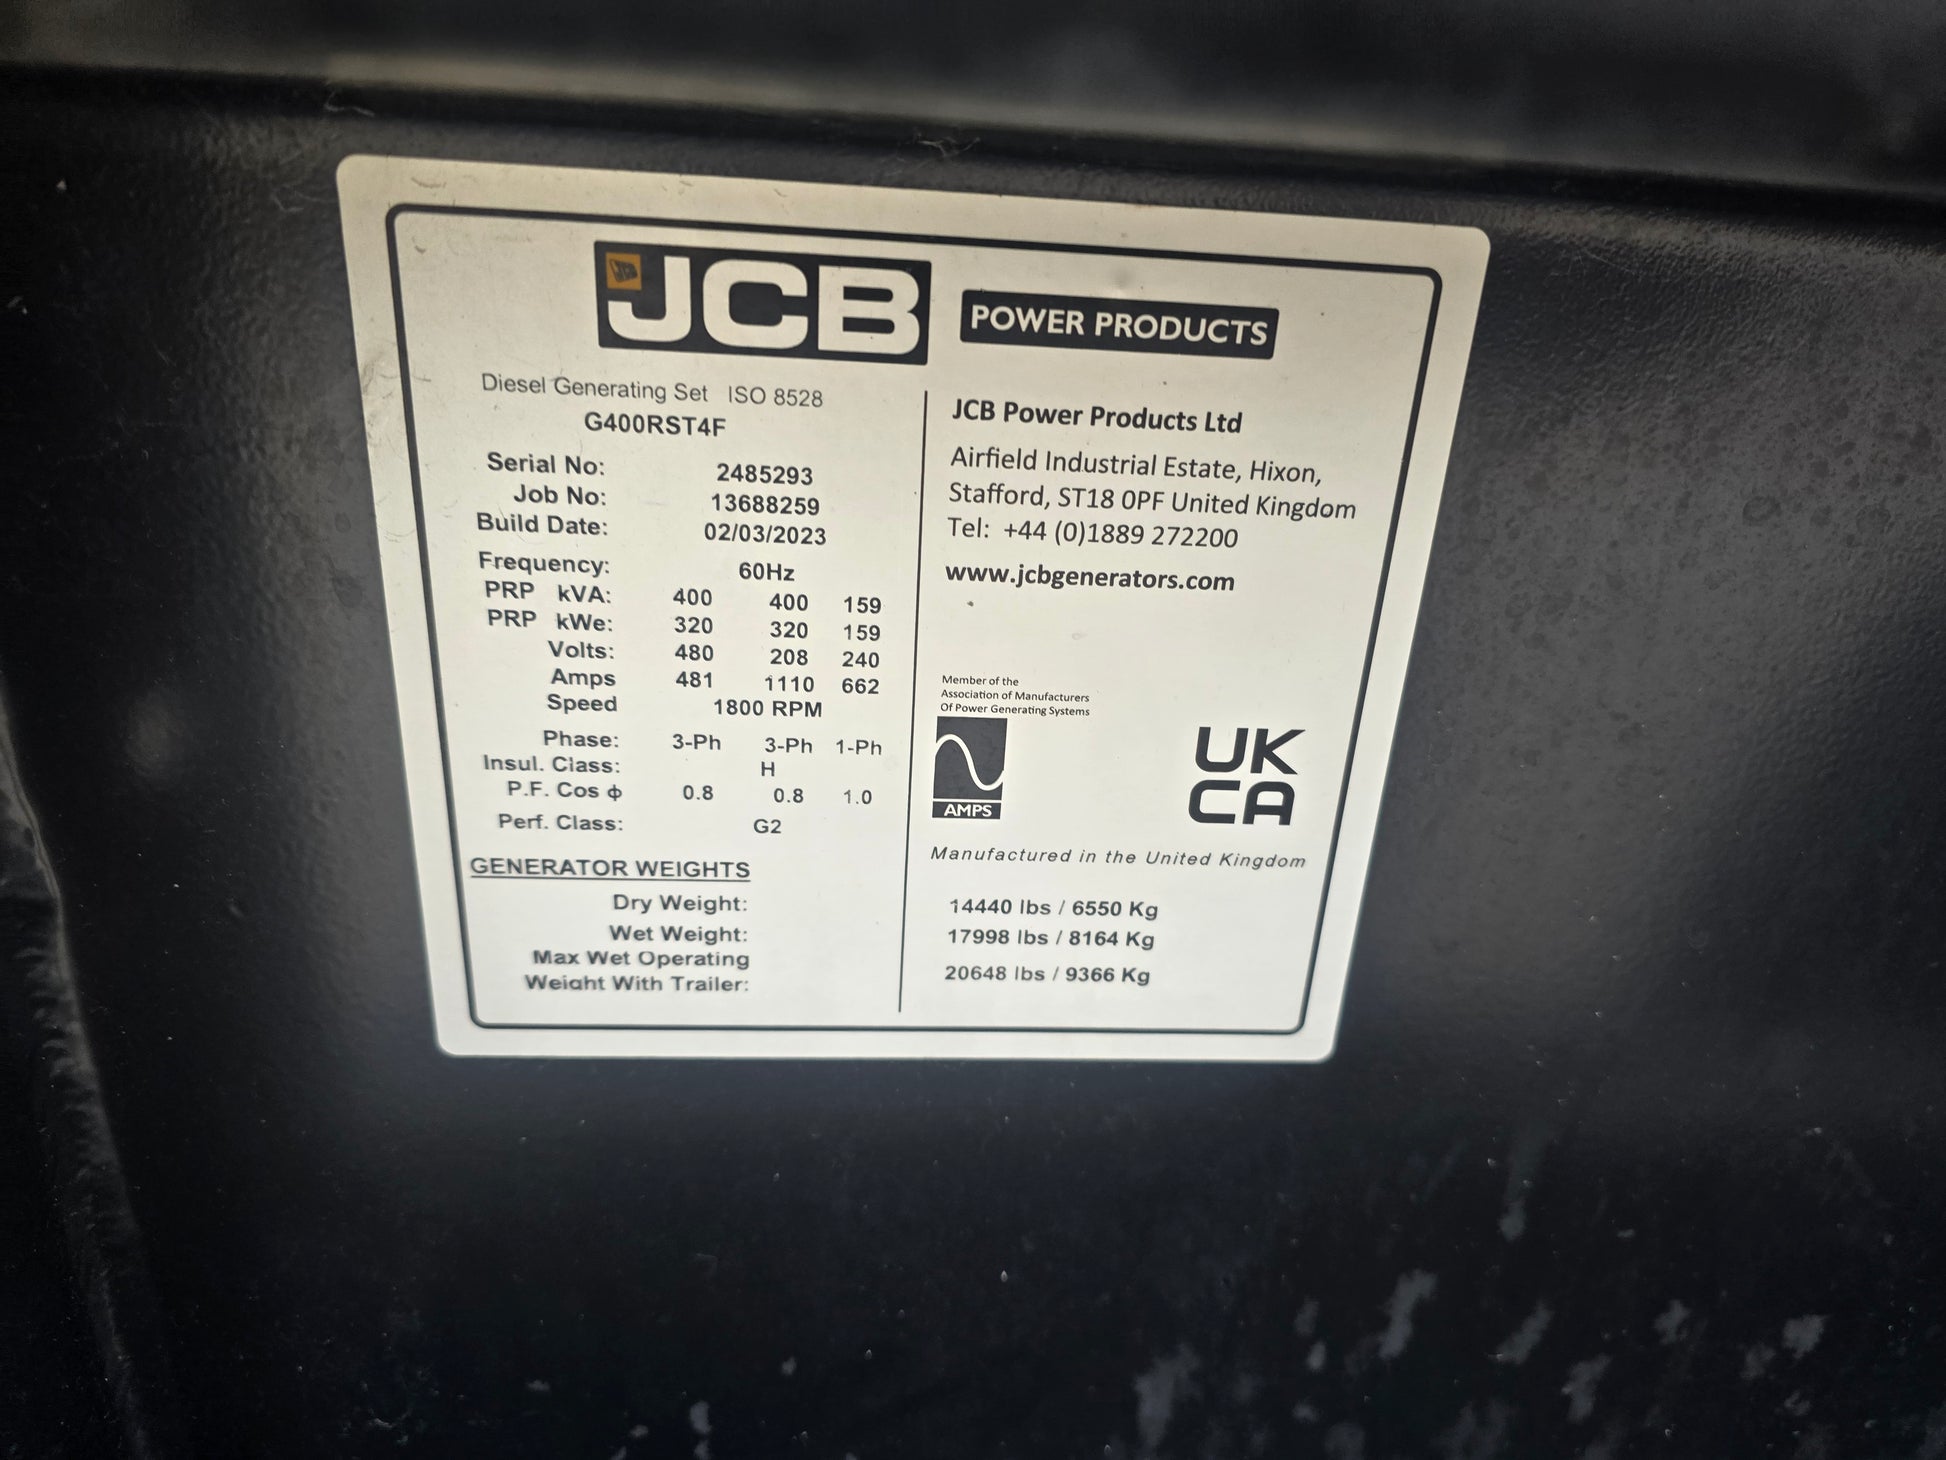 JCB POWER PRODUCTS
Diesel Generating Set ISO 8528
G400RST4F
Serial No: 2485293
Job No: 13688259
Build Date: 02/03/2023
Frequency: 60Hz
PRP kVA: 400 400 159
PRP kWe: 320 320 159
Volts: 480 208 240
Amps 481 1110 662
Speed 1800 RPM
Phase: 3-Ph 3-Ph 1-Ph
Insul. Class: H
P.F. Cos ϕ 0.8 0.8 1.0
Perf. Class: G2
JCB Power Products Ltd
Airfield Industrial Estate, Hixon,
Stafford, ST18 0PF United Kingdom
Tel: +44 (0)1889 272200
www.jcbgenerators.com
Member of the
Association of Manufacturers
Of Power Generating Systems
AMPS
UK
CA
Manufactured in the United Kingdom
GENERATOR WEIGHTS
Dry Weight: 14440 lbs / 6550 Kg
Wet Weight: 17998 lbs / 8164 Kg
Max Wet Operating
Weight With Trailer: 20648 lbs / 9366 Kg